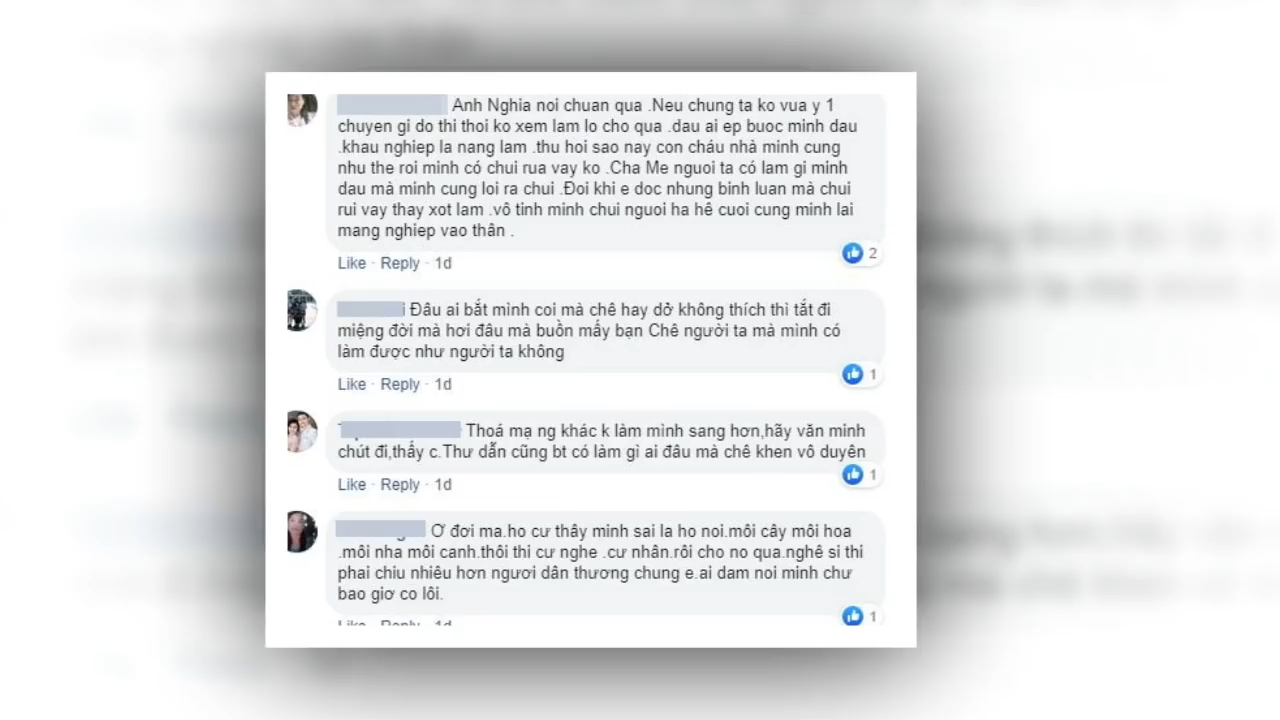 Anh Nghia noi chuan qua .Neu chung ta ko vua y 1
chuyen gi do thi thoi ko xem lam lo cho qua .dau ai ep buoc minh dau
.khau nghiep la nang lam .thu hoi sao nay con cháu nhà minh cung
nhu the roi minh có chui rua vay ko .Cha Me nguoi ta có lam gi minh
dau mà minh cung loi ra chui .Đoi khi e doc nhung binh luan mà chui
rui vay thay xot lam .vô tinh minh chui nguoi ha hê cuoi cung minh lai
mang nghiep vao thân .
2
Like · Reply · 1d
i Đâu ai bắt mình coi mà chê hay dở không thích thì tắt đi
miệng đời mà hơi đâu mà buồn mấy bạn Chê người ta mà mình có
làm được như người ta không
1
Like · Reply · 1d
Thoá mạ ng khác k làm mình sang hơn,hãy văn minh
chút đi,thấy c.Thư dẫn cũng bt có làm gì ai đâu mà chê khen vô duyên
1
Like · Reply · 1d
Ơ đơi ma.ho cư thây minh sai la ho noi.môi cây môi hoa
.môi nha môi canh.thôi thi cư nghe .cư nhân.rôi cho no qua.nghê si thi
phai chiu nhiêu hơn ngươi dân thương chung e.ai dam noi minh chư
bao giơ co lôi.
1
Like · Reply · 1d